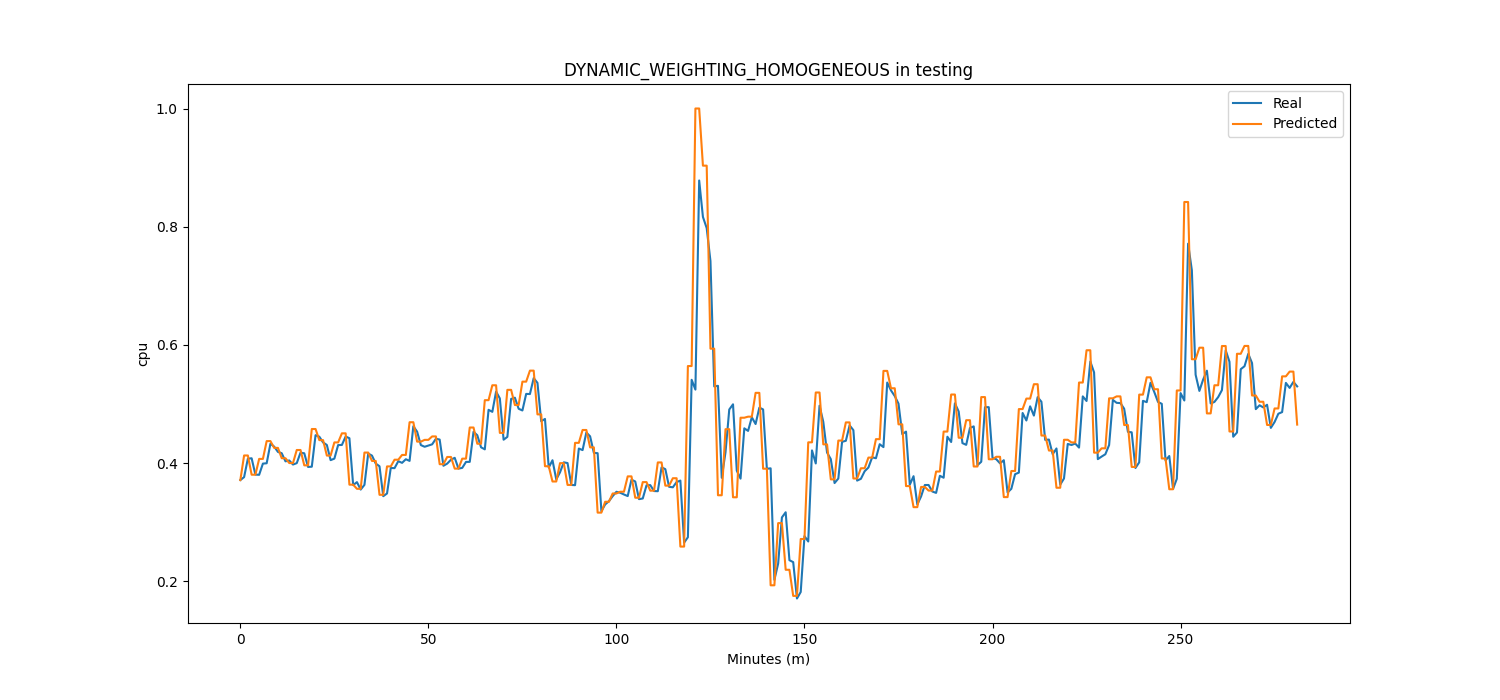 DYNAMIC_WEIGHTING_HOMOGENEOUS in testing
Real
Predicted
1.0
0.8
0.6
0.4
0.2
cpu
0 50 100 150 200 250
Minutes (m)